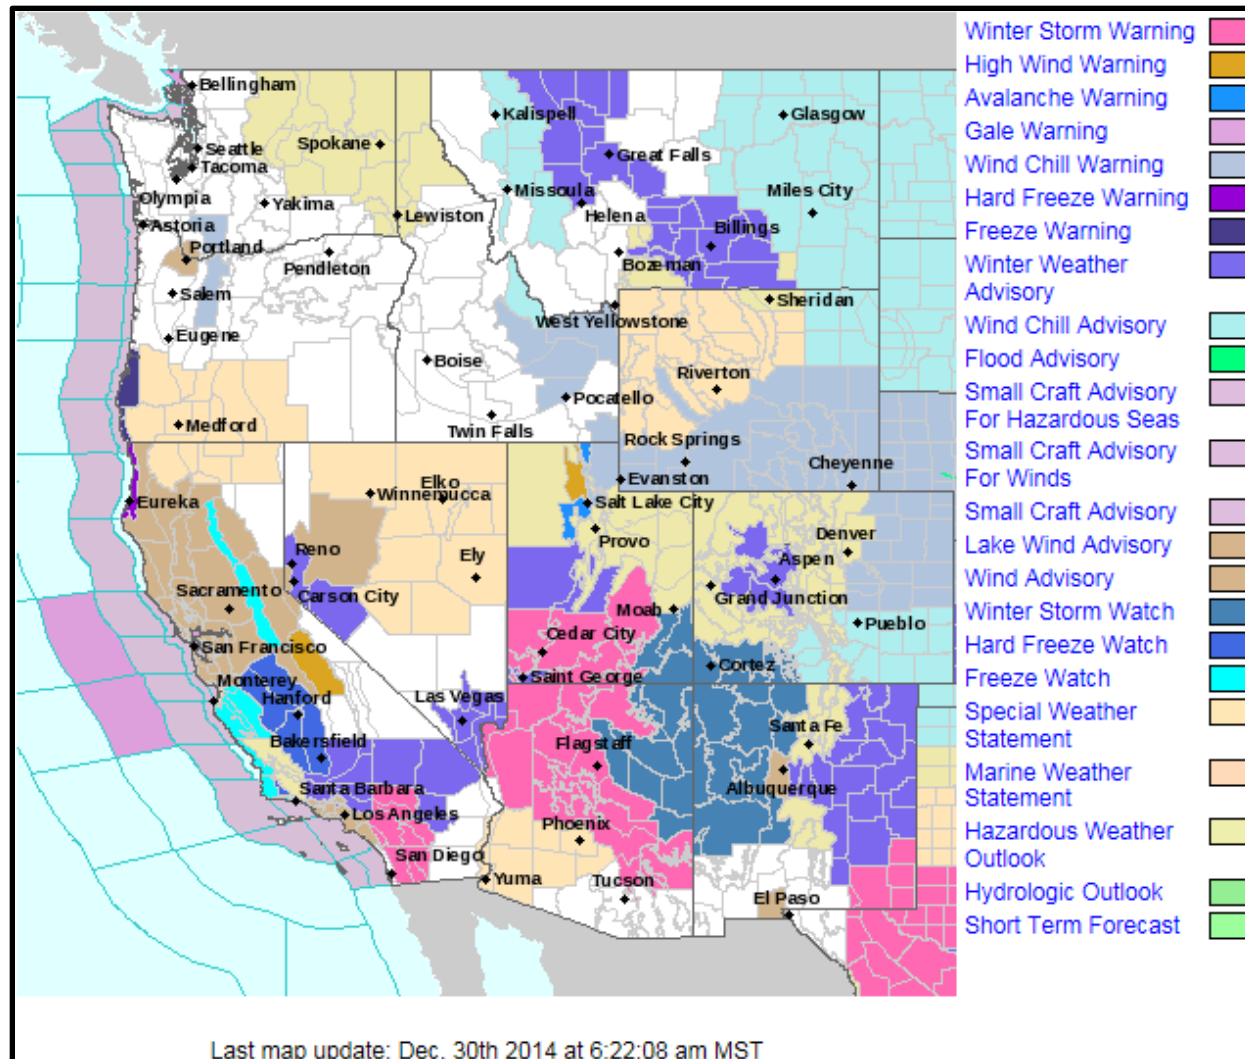 Bellingham
Seattle
Tacoma
Olympia
Astoria
Yakima
Spokane
Lewiston
Portland
Pendleton
Salem
Eugene
Medford
Kalispell
Great Falls
Glasgow
Missoula
Miles City
Helena
Billings
Bozeman
West Yellowstone
Sheridan
Boise
Pocatello
Twin Falls
Riverton
Rock Springs
Cheyenne
Evanston
Eureka
Elko
Winnemucca
Ely
Salt Lake City
Provo
Denver
Aspen
Grand Junction
Reno
Carson City
Sacramento
San Francisco
Moab
Pueblo
Cedar City
Saint George
Cortez
Monterey
Hanford
Las Vegas
Bakersfield
Santa Barbara
Los Angeles
San Diego
Flagstaff
Santa Fe
Albuquerque
Phoenix
Yuma
Tucson
El Paso
Winter Storm Warning
High Wind Warning
Avalanche Warning
Gale Warning
Wind Chill Warning
Hard Freeze Warning
Freeze Warning
Winter Weather
Advisory
Wind Chill Advisory
Flood Advisory
Small Craft Advisory
For Hazardous Seas
Small Craft Advisory
For Winds
Small Craft Advisory
Lake Wind Advisory
Wind Advisory
Winter Storm Watch
Hard Freeze Watch
Freeze Watch
Special Weather
Statement
Marine Weather
Statement
Hazardous Weather
Outlook
Hydrologic Outlook
Short Term Forecast
Last map update: Dec. 30th 2014 at 6:22:08 am MST